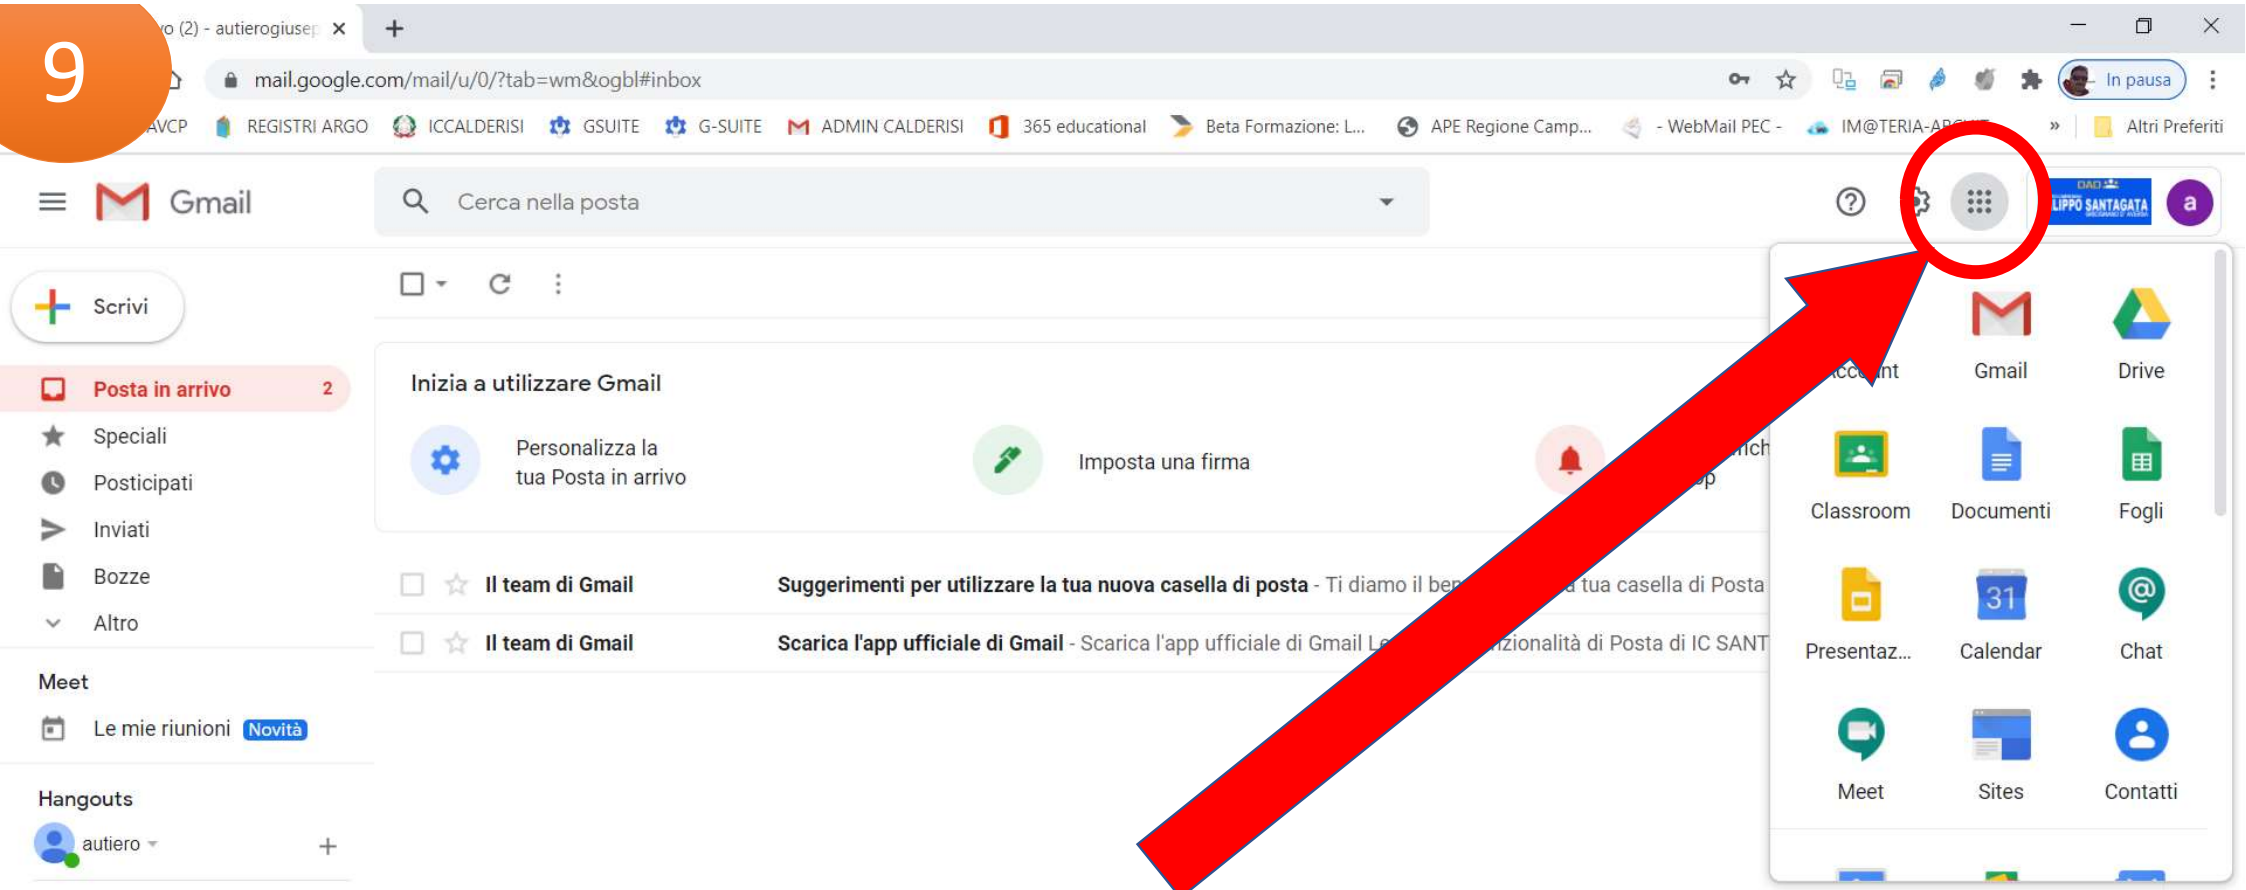 9
vo (2) - autierogiusep
mail.google.com/mail/u/0/?tab=wm&ogbl#inbox
In pausa
AVCP
REGISTRI ARGO
ICCALDERISI
GSUITE
G-SUITE
ADMIN CALDERISI
365 educational
Beta Formazione: L...
APE Regione Camp...
- WebMail PEC -
IM@TERIA-
»
Altri Preferiti
Gmail
Cerca nella posta
DAD
LIPPO SANTAGATA
a
Scrivi
Posta in arrivo 2
Speciali
Posticipati
Inviati
Bozze
Altro
Meet
Le mie riunioni Novità
Hangouts
autiero
Inizia a utilizzare Gmail
Personalizza la
tua Posta in arrivo
Imposta una firma
Il team di Gmail Suggerimenti per utilizzare la tua nuova casella di posta - Ti diamo il tua casella di Posta
Il team di Gmail Scarica l'app ufficiale di Gmail - Scarica l'app ufficiale di Gmail di Posta di IC SANT
Gmail
Drive
Classroom
Documenti
Fogli
31
Presentaz...
Calendar
Chat
Meet
Sites
Contatti